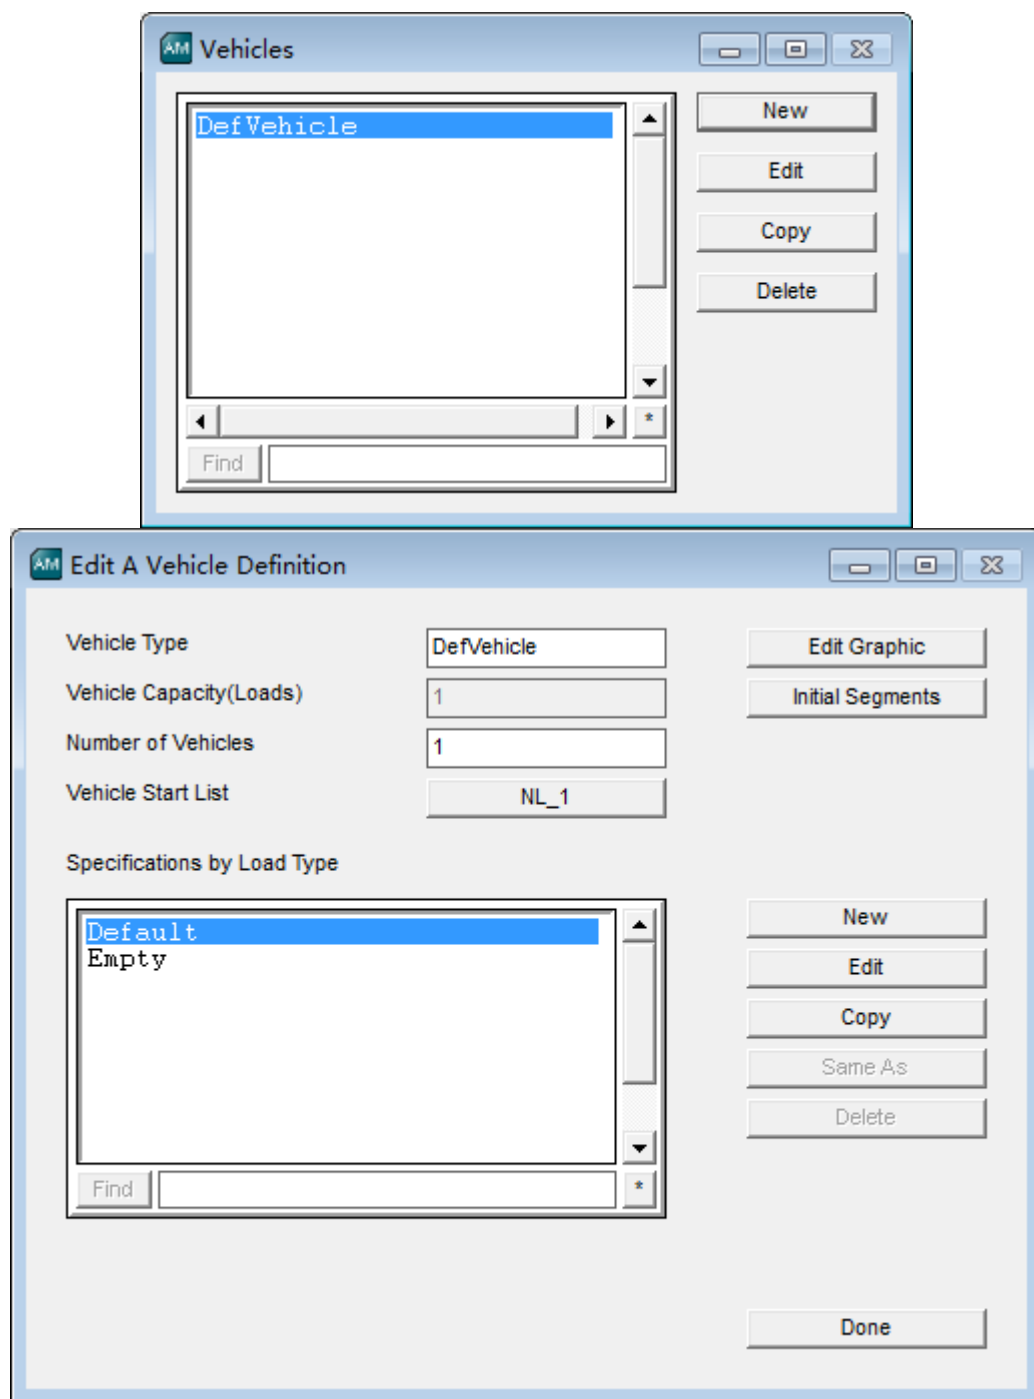 AM Vehicles
DefVehicle
New
Edit
Copy
Delete
*
Find
AM Edit A Vehicle Definition
Vehicle Type DefVehicle Edit Graphic
Vehicle Capacity(Loads) 1 Initial Segments
Number of Vehicles 1
Vehicle Start List NL_1
Specifications by Load Type
Default
Empty
New
Edit
Copy
Same As
Delete
Find *
Done